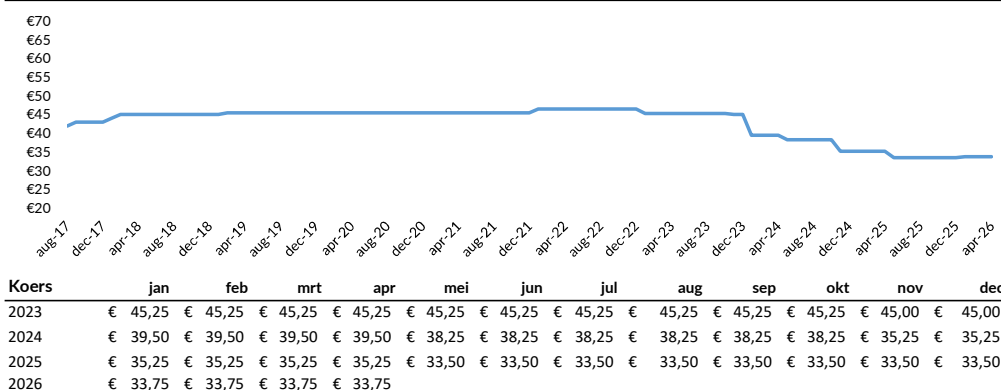 €70
€65
€60
€55
€50
€45
€40
€35
€30
€25
€20
aug-17 dec-17 apr-18 aug-18 dec-18 apr-19 aug-19 dec-19 apr-20 aug-20 dec-20 apr-21 aug-21 dec-21 apr-22 aug-22 dec-22 apr-23 aug-23 dec-23 apr-24 aug-24 dec-24 apr-25 aug-25 dec-25 apr-26
Koers jan feb mrt apr mei jun jul aug sep okt nov dec
2023 € 45,25 € 45,25 € 45,25 € 45,25 € 45,25 € 45,25 € 45,25 € 45,25 € 45,25 € 45,25 € 45,00 € 45,00
2024 € 39,50 € 39,50 € 39,50 € 39,50 € 38,25 € 38,25 € 38,25 € 38,25 € 38,25 € 38,25 € 35,25 € 35,25
2025 € 35,25 € 35,25 € 35,25 € 35,25 € 33,50 € 33,50 € 33,50 € 33,50 € 33,50 € 33,50 € 33,50 € 33,50
2026 € 33,75 € 33,75 € 33,75 € 33,75